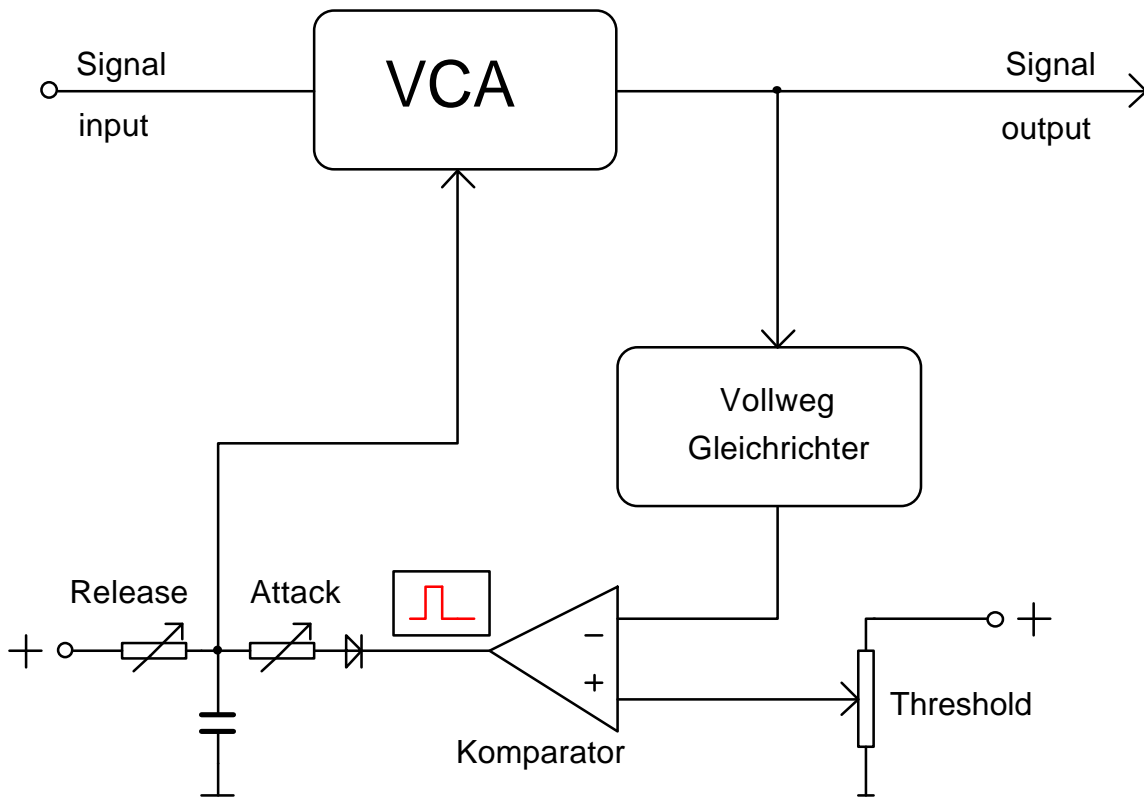 Signal
input
VCA
Signal
output
Vollweg
Gleichrichter
Release
Attack
+
−
+
+
Threshold
Komparator